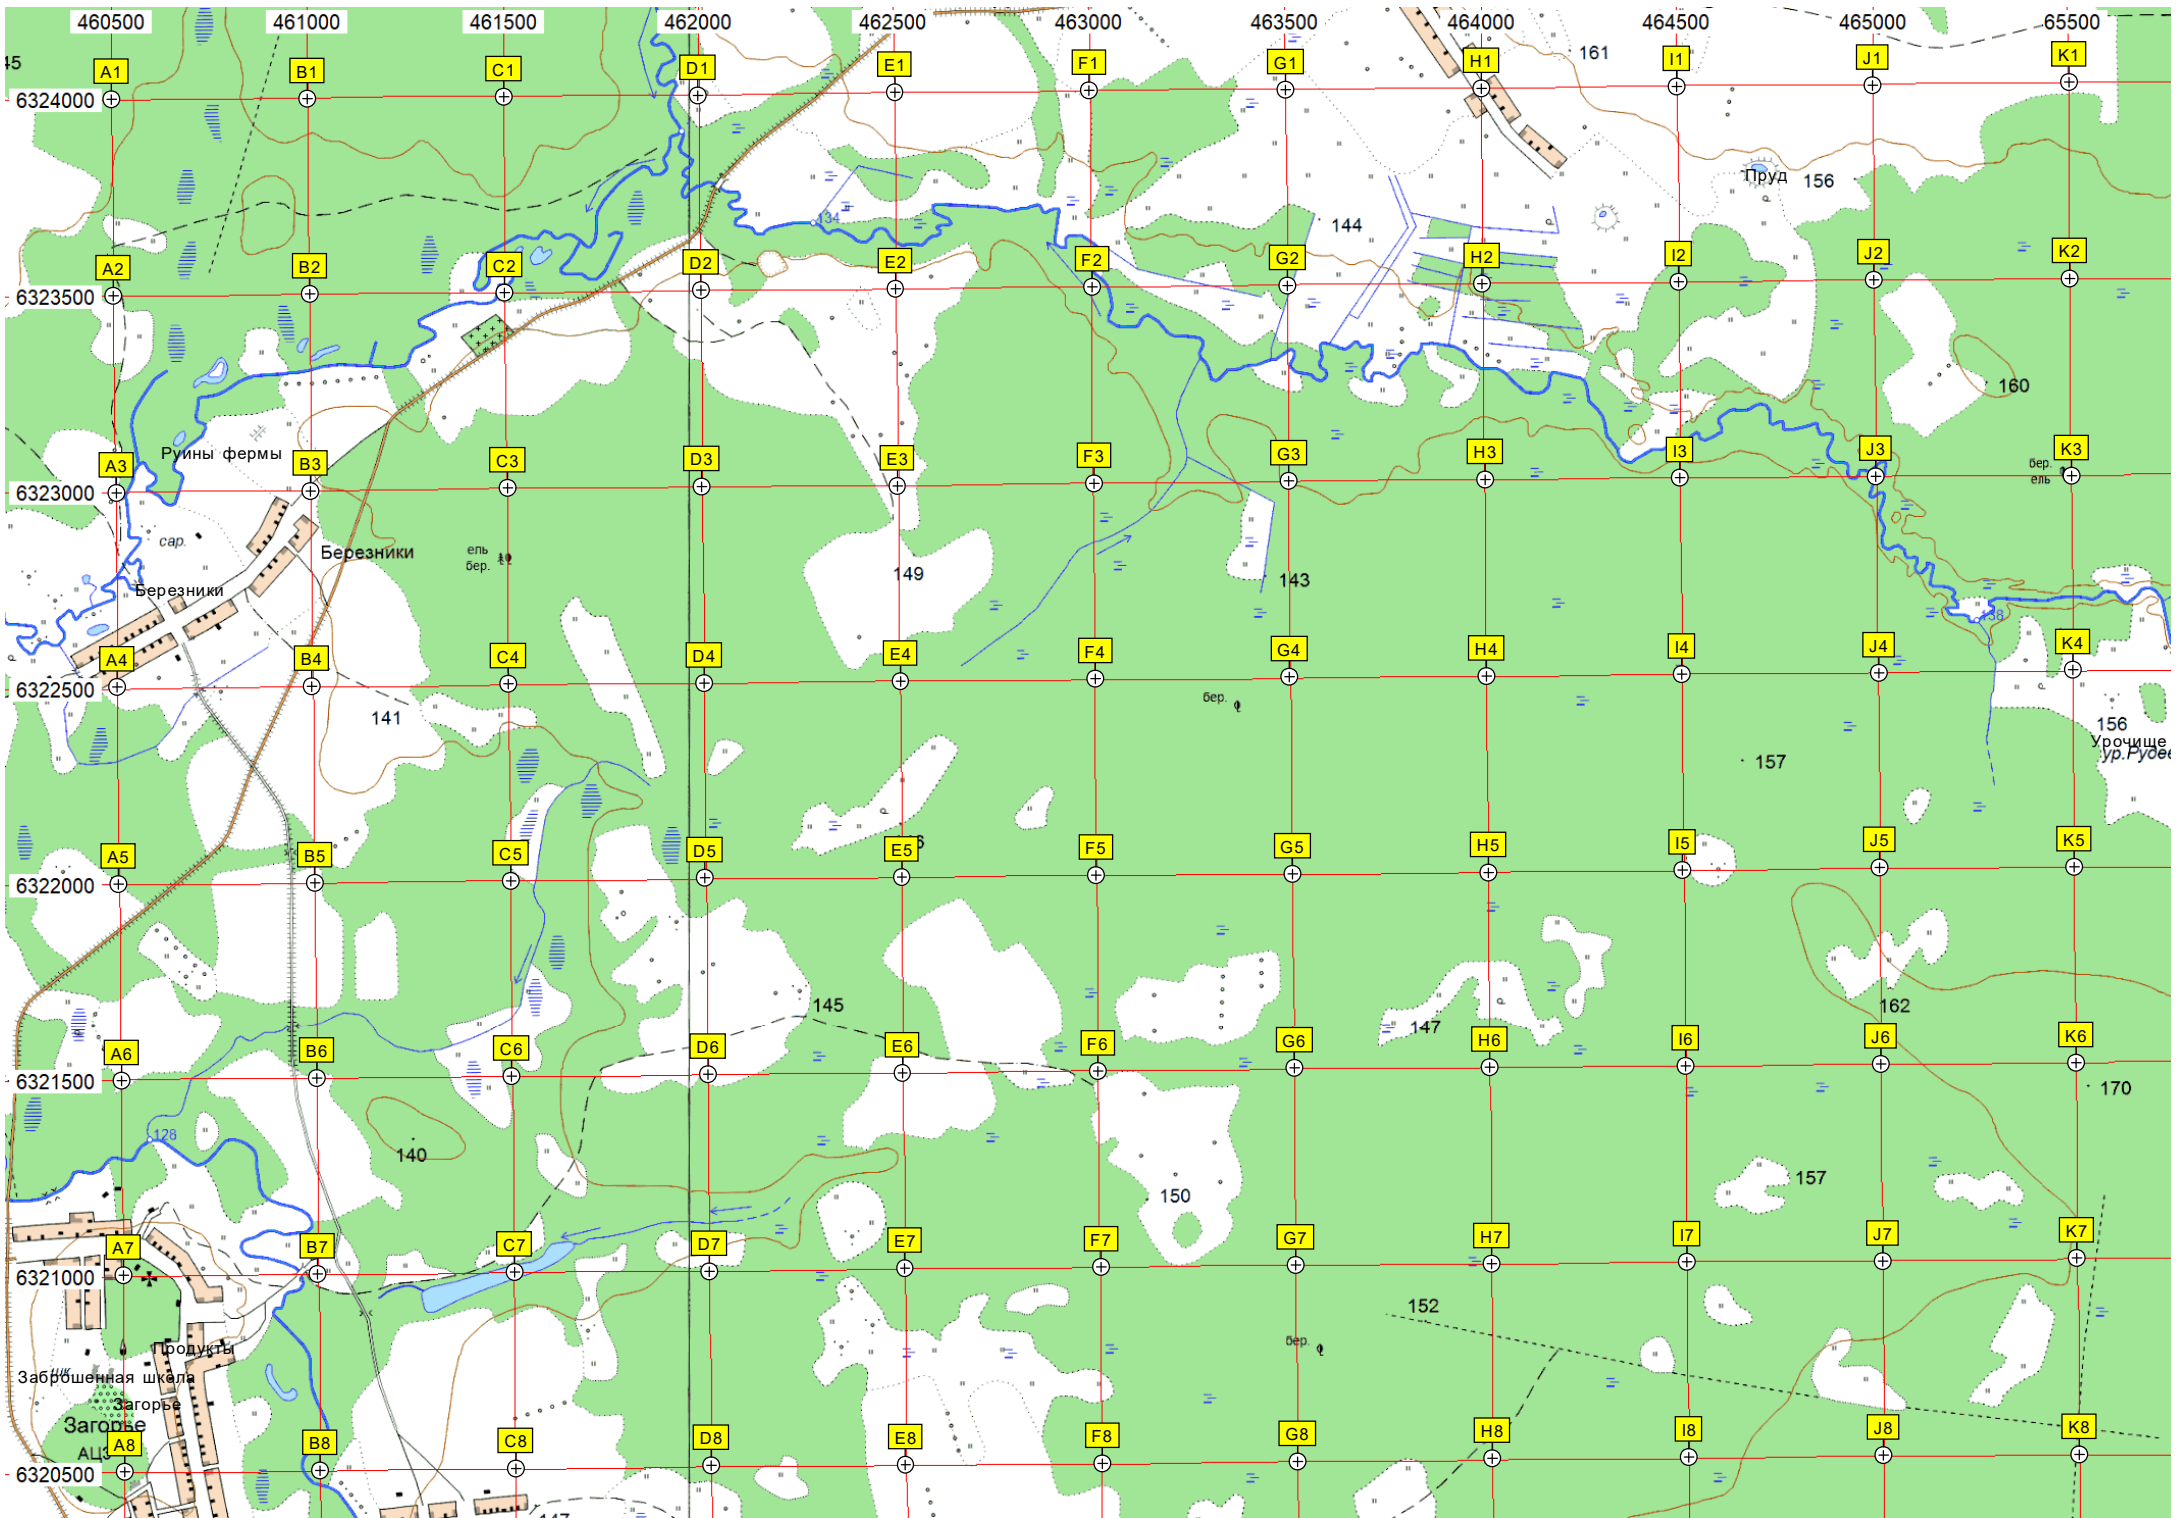 460500 461000 461500 462000 462500 463000 463500 464000 464500 465000 65500
45 161
A1 B1 C1 D1 E1 F1 G1 H1 I1 J1 K1
6324000
Пруд 156
134 144
A2 B2 C2 D2 E2 F2 G2 H2 I2 J2 K2
6323500
160
Руины фермы
A3 B3 C3 D3 E3 F3 G3 H3 I3 J3 K3
бер.
ель
6323000
сар.
Березники
ель
бер.
149 143
Березники
138
A4 B4 C4 D4 E4 F4 G4 H4 I4 J4 K4
6322500
бер.
141 156
Урочище
157
A5 B5 C5 D5 E5 F5 G5 H5 I5 J5 K5
6322000
145 147 162
A6 B6 C6 D6 E6 F6 G6 H6 I6 J6 K6
6321500
170
128
140
150 157
A7 B7 C7 D7 E7 F7 G7 H7 I7 J7 K7
6321000
152
Продукты
бер.
шк.
Заброшенная школа
Загорье
Загорье
A8 B8 C8 D8 E8 F8 G8 H8 I8 J8 K8
6320500
147